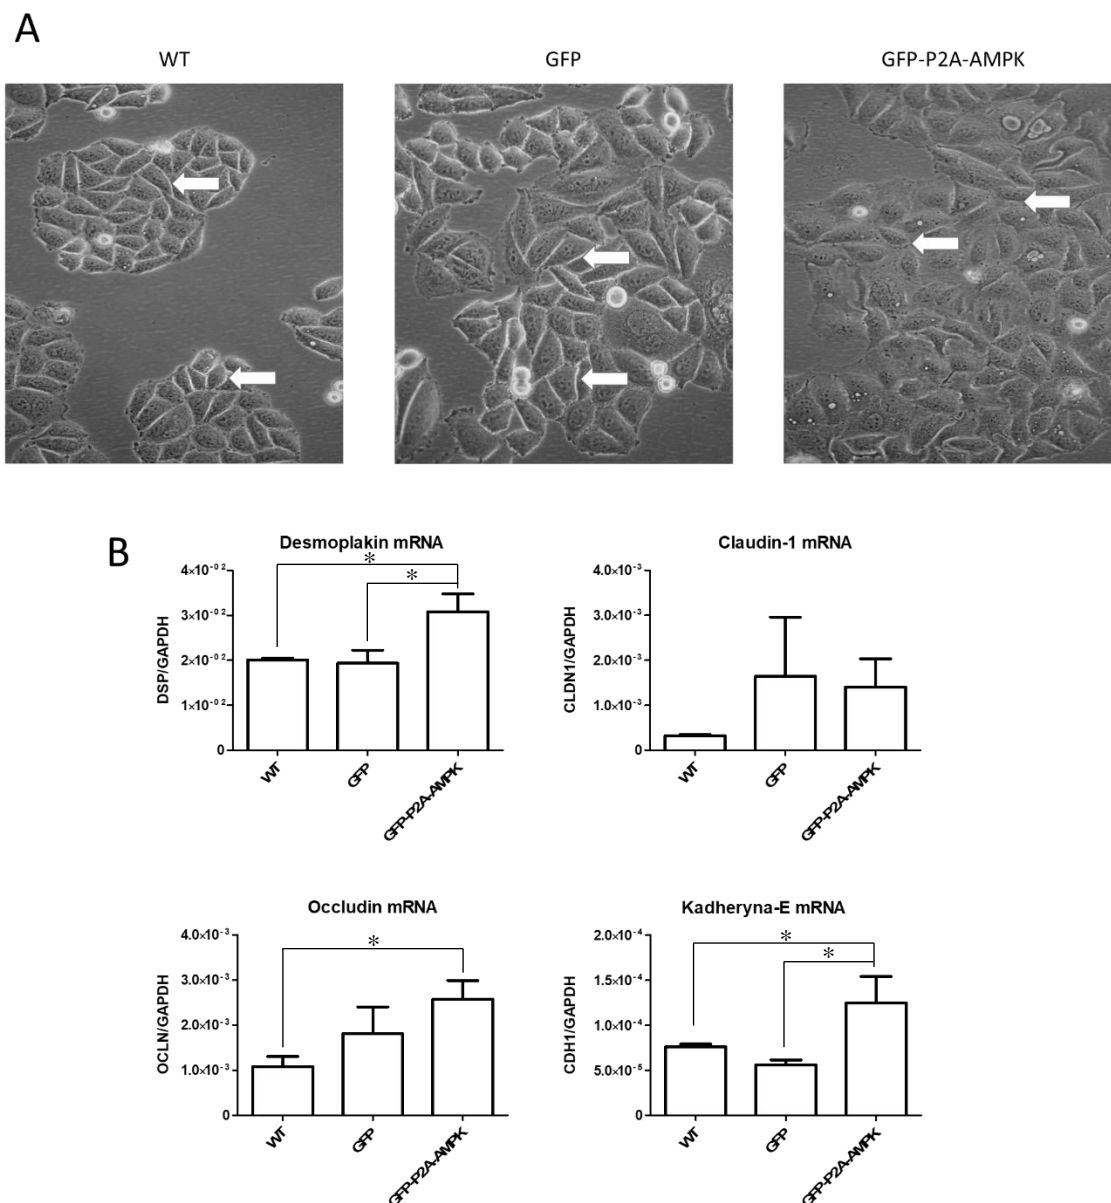 A
WT
GFP
GFP-P2A-AMPK
B
Desmoplakin mRNA
*
*
4×10⁻⁰²
3×10⁻⁰²
2×10⁻⁰²
1×10⁻⁰²
0
DSP/GAPDH
WT
GFP
GFP-P2A-AMPK
Claudin-1 mRNA
4.0×10⁻³
3.0×10⁻³
2.0×10⁻³
1.0×10⁻³
0
CLDN1/GAPDH
WT
GFP
GFP-P2A-AMPK
Occludin mRNA
*
4.0×10⁻³
3.0×10⁻³
2.0×10⁻³
1.0×10⁻³
0
OCLN/GAPDH
WT
GFP
GFP-P2A-AMPK
Kadheryna-E mRNA
*
*
2.0×10⁻⁴
1.5×10⁻⁴
1.0×10⁻⁴
5.0×10⁻⁵
0
CDH1/GAPDH
WT
GFP
GFP-P2A-AMPK